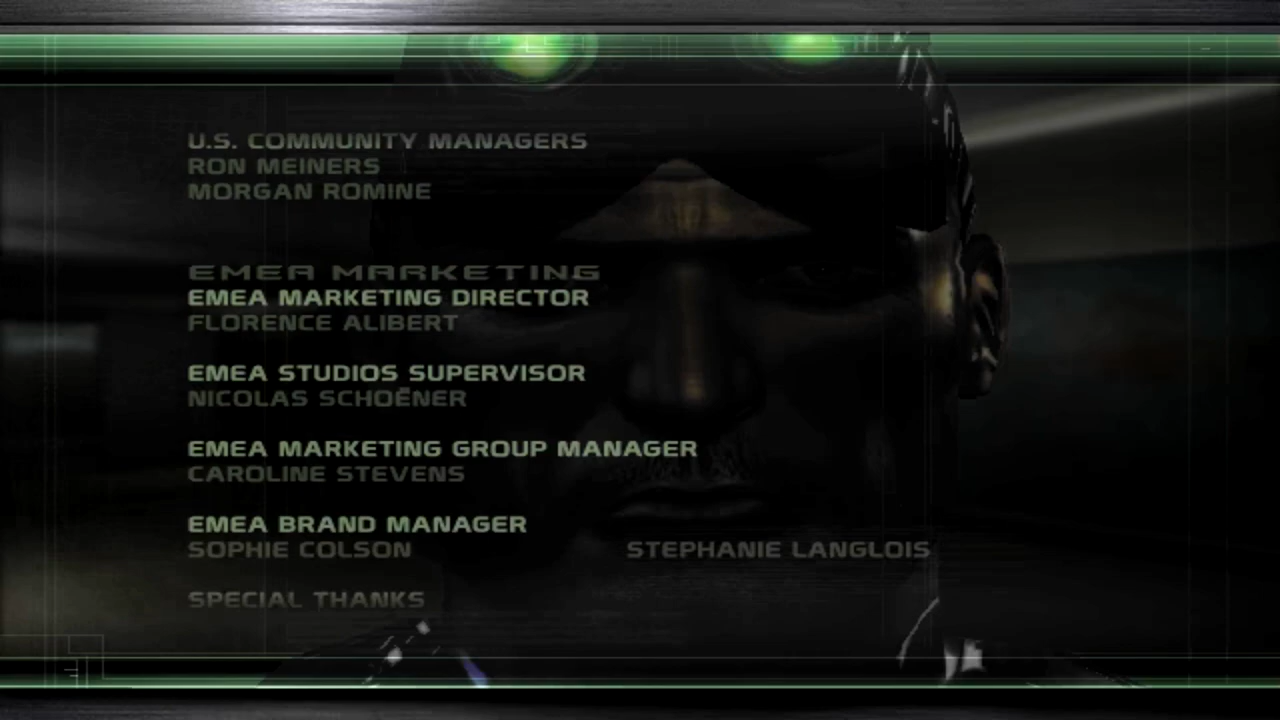 U.S. COMMUNITY MANAGERS
RON MEINERS
MORGAN ROMINE
EMEA MARKETING
EMEA MARKETING DIRECTOR
FLORENCE ALIBERT
EMEA STUDIOS SUPERVISOR
NICOLAS SCHOËNER
EMEA MARKETING GROUP MANAGER
CAROLINE STEVENS
EMEA BRAND MANAGER
SOPHIE COLSON STEPHANIE LANGLOIS
SPECIAL THANKS